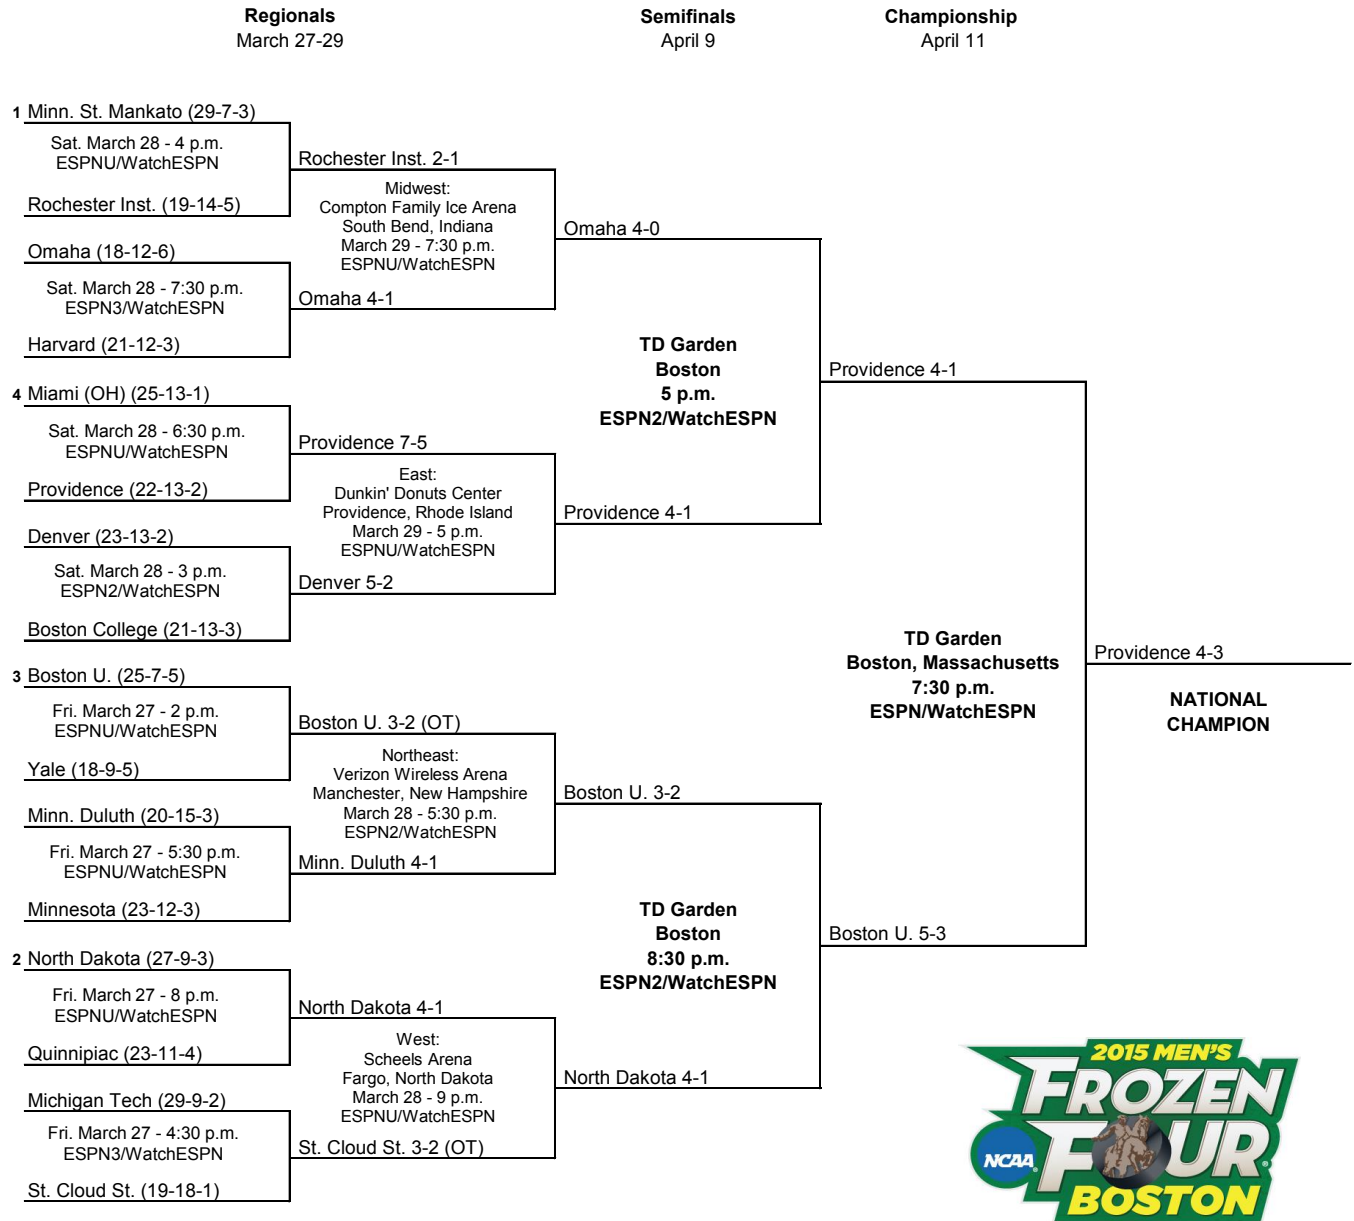 Regionals
March 27-29
Semifinals
April 9
Championship
April 11
1 Minn. St. Mankato (29-7-3)
Sat. March 28 - 4 p.m.
ESPNU/WatchESPN
Rochester Inst. (19-14-5)
Rochester Inst. 2-1
Midwest:
Compton Family Ice Arena
South Bend, Indiana
March 29 - 7:30 p.m.
ESPNU/WatchESPN
Omaha (18-12-6)
Sat. March 28 - 7:30 p.m.
ESPN3/WatchESPN
Harvard (21-12-3)
Omaha 4-1
Omaha 4-0
TD Garden
Boston
5 p.m.
ESPN2/WatchESPN
4 Miami (OH) (25-13-1)
Sat. March 28 - 6:30 p.m.
ESPNU/WatchESPN
Providence (22-13-2)
Providence 7-5
East:
Dunkin' Donuts Center
Providence, Rhode Island
March 29 - 5 p.m.
ESPNU/WatchESPN
Denver (23-13-2)
Sat. March 28 - 3 p.m.
ESPN2/WatchESPN
Boston College (21-13-3)
Denver 5-2
Providence 4-1
Providence 4-1
TD Garden
Boston, Massachusetts
7:30 p.m.
ESPN/WatchESPN
Providence 4-3
NATIONAL
CHAMPION
3 Boston U. (25-7-5)
Fri. March 27 - 2 p.m.
ESPNU/WatchESPN
Yale (18-9-5)
Boston U. 3-2 (OT)
Northeast:
Verizon Wireless Arena
Manchester, New Hampshire
March 28 - 5:30 p.m.
ESPN2/WatchESPN
Minn. Duluth (20-15-3)
Fri. March 27 - 5:30 p.m.
ESPNU/WatchESPN
Minnesota (23-12-3)
Minn. Duluth 4-1
Boston U. 3-2
TD Garden
Boston
8:30 p.m.
ESPN2/WatchESPN
Boston U. 5-3
2 North Dakota (27-9-3)
Fri. March 27 - 8 p.m.
ESPNU/WatchESPN
Quinnipiac (23-11-4)
North Dakota 4-1
West:
Scheels Arena
Fargo, North Dakota
March 28 - 9 p.m.
ESPNU/WatchESPN
Michigan Tech (29-9-2)
Fri. March 27 - 4:30 p.m.
ESPN3/WatchESPN
St. Cloud St. (19-18-1)
St. Cloud St. 3-2 (OT)
North Dakota 4-1
2015 MEN'S
FROZEN
FOUR
NCAA
BOSTON